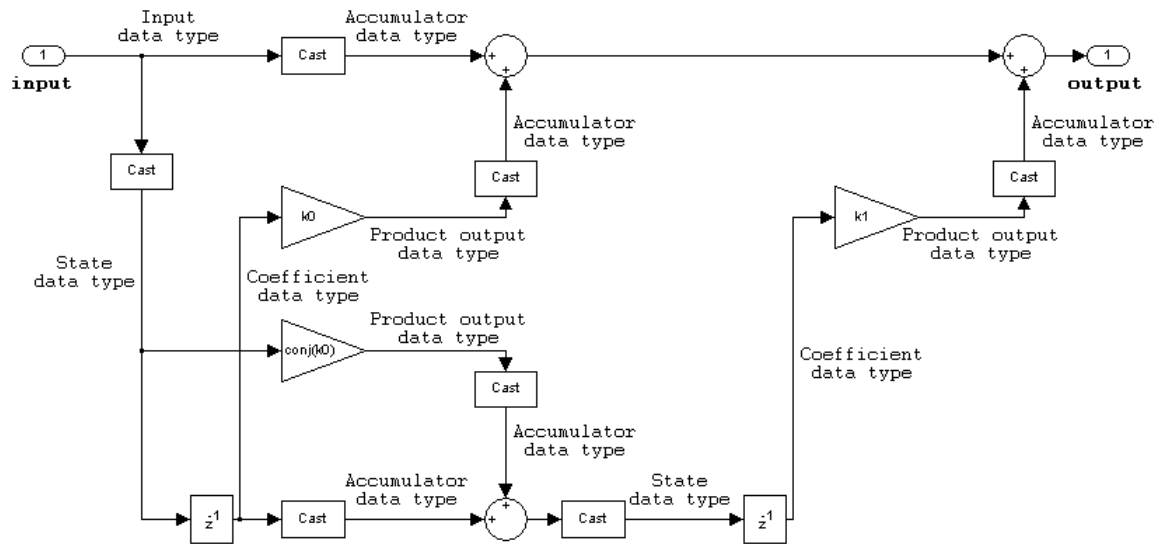 Input
data type
Accumulator
data type
1
input
Cast
1
output
Accumulator
data type
Accumulator
data type
Cast
Cast
Cast
k0
k1
Product output
data type
Product output
data type
State
data type
Coefficient
data type
Product output
data type
conj(k0)
Cast
Coefficient
data type
Accumulator
data type
Accumulator
data type
State
data type
z-1
Cast
Cast
z-1